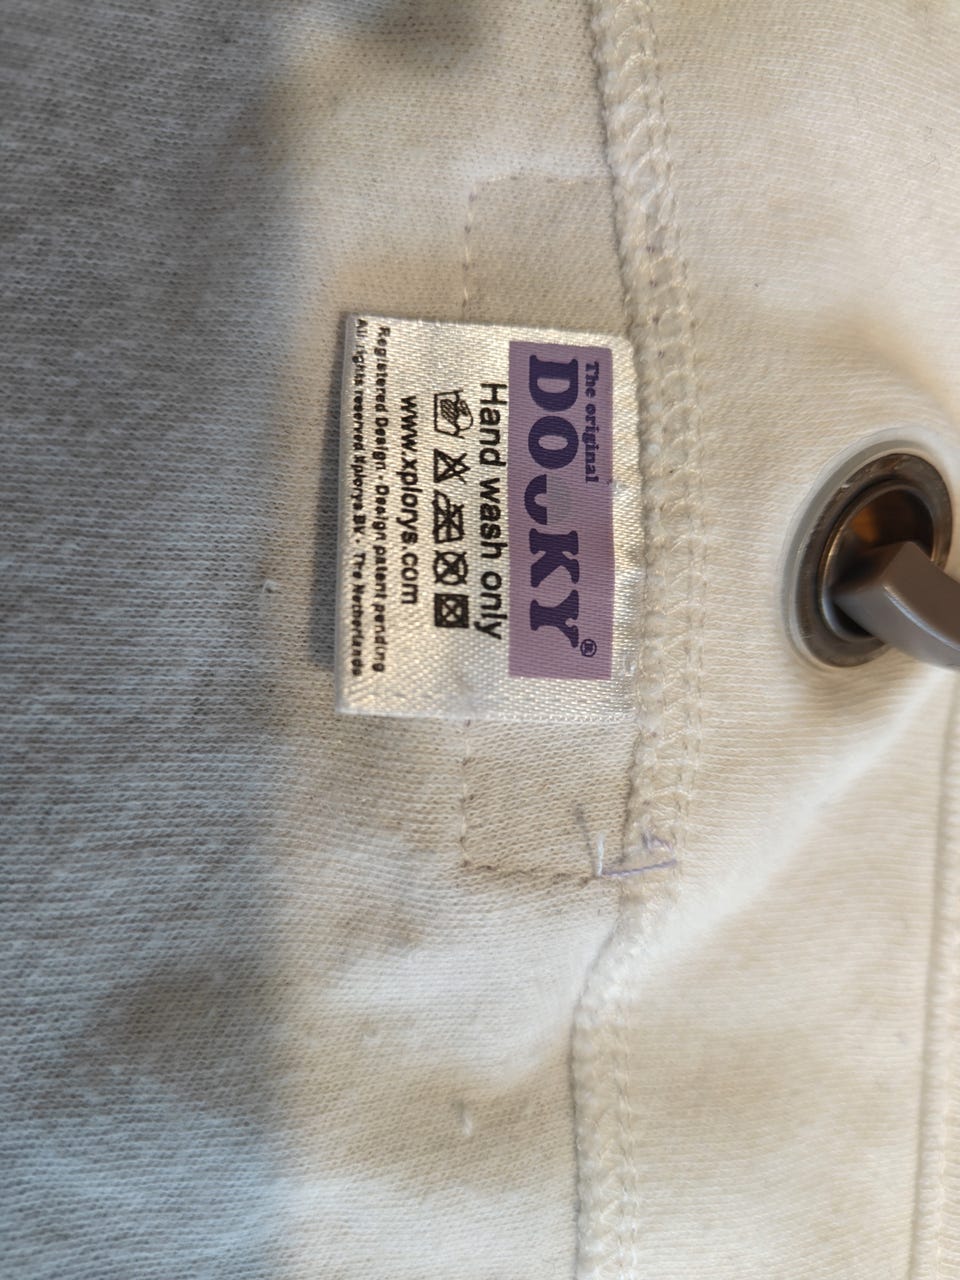 The original
DOOKY®
Hand wash only
www.xplorys.com
Registered Design - Design patent pending
All rights reserved Xplorys BV - The Netherlands